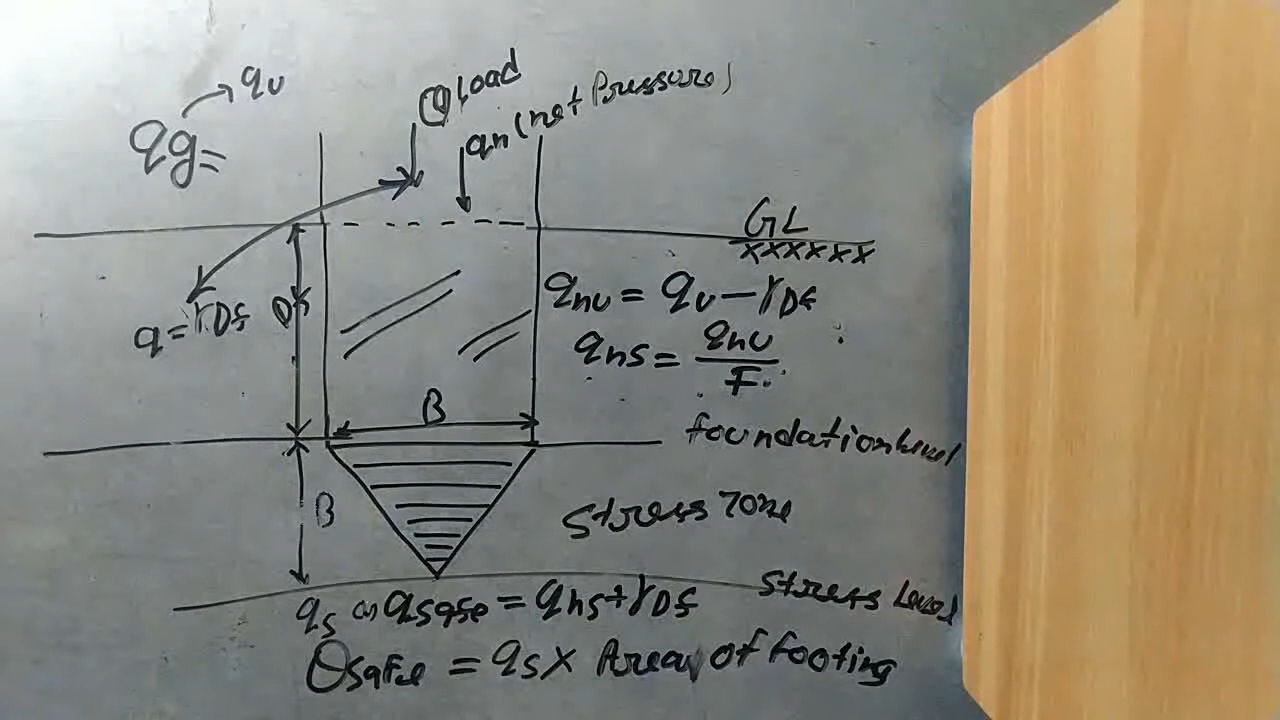 qu
qg =
Q Load
qn (net Pressure)
GL
xxxxxx
q = γDf
Df
qnu = qu - γDf
qns = qnu / F
B
foundation level
B
Stress Zone
Stress Level
qs or qsafe = qns + γDf
Qsafe = qs x Area of footing